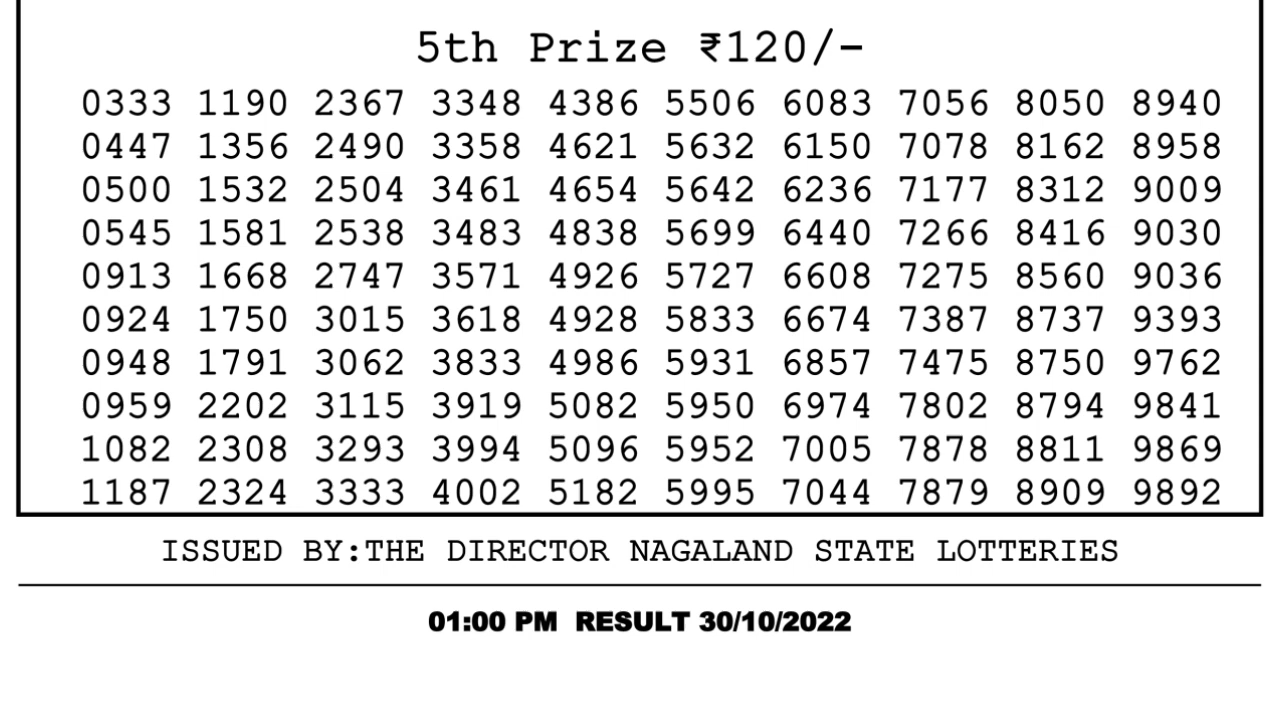 5th Prize ₹120/-
0333 1190 2367 3348 4386 5506 6083 7056 8050 8940
0447 1356 2490 3358 4621 5632 6150 7078 8162 8958
0500 1532 2504 3461 4654 5642 6236 7177 8312 9009
0545 1581 2538 3483 4838 5699 6440 7266 8416 9030
0913 1668 2747 3571 4926 5727 6608 7275 8560 9036
0924 1750 3015 3618 4928 5833 6674 7387 8737 9393
0948 1791 3062 3833 4986 5931 6857 7475 8750 9762
0959 2202 3115 3919 5082 5950 6974 7802 8794 9841
1082 2308 3293 3994 5096 5952 7005 7878 8811 9869
1187 2324 3333 4002 5182 5995 7044 7879 8909 9892
ISSUED BY:THE DIRECTOR NAGALAND STATE LOTTERIES
01:00 PM RESULT 30/10/2022